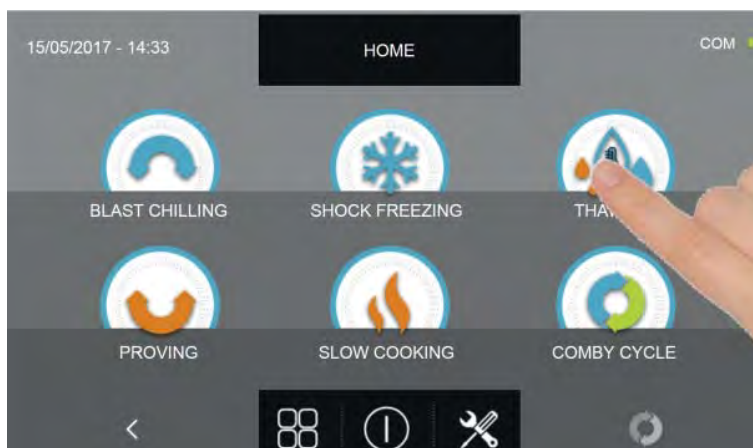 15/05/2017 - 14:33
HOME
COM
BLAST CHILLING
SHOCK FREEZING
PROVING
SLOW COOKING
COMBY CYCLE